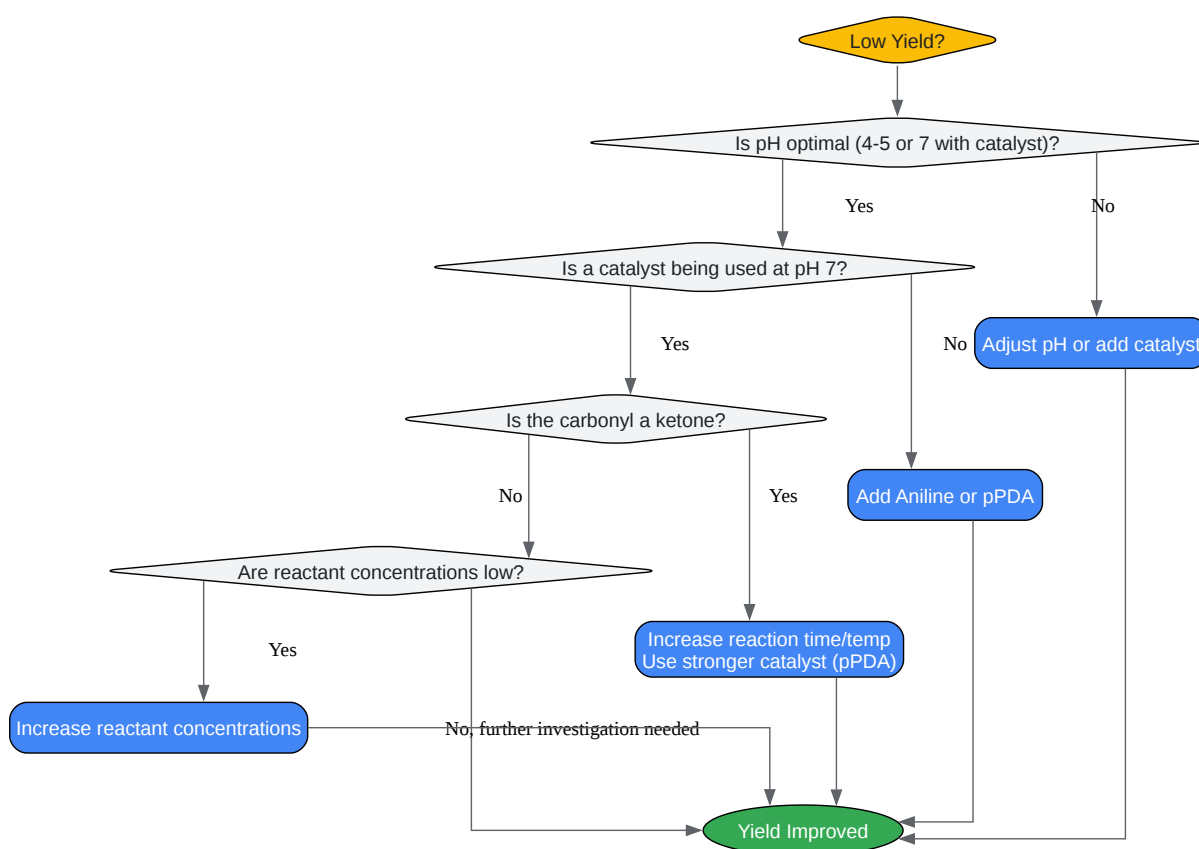 Low Yield?
Is pH optimal (4-5 or 7 with catalyst)?
Yes
No
Is a catalyst being used at pH 7?
Yes
No
Adjust pH or add catalyst
Is the carbonyl a ketone?
No
Yes
Add Aniline or pPDA
Are reactant concentrations low?
Yes
Increase reaction time/temp
Use stronger catalyst (pPDA)
Increase reactant concentrations
No, further investigation needed
Yield Improved